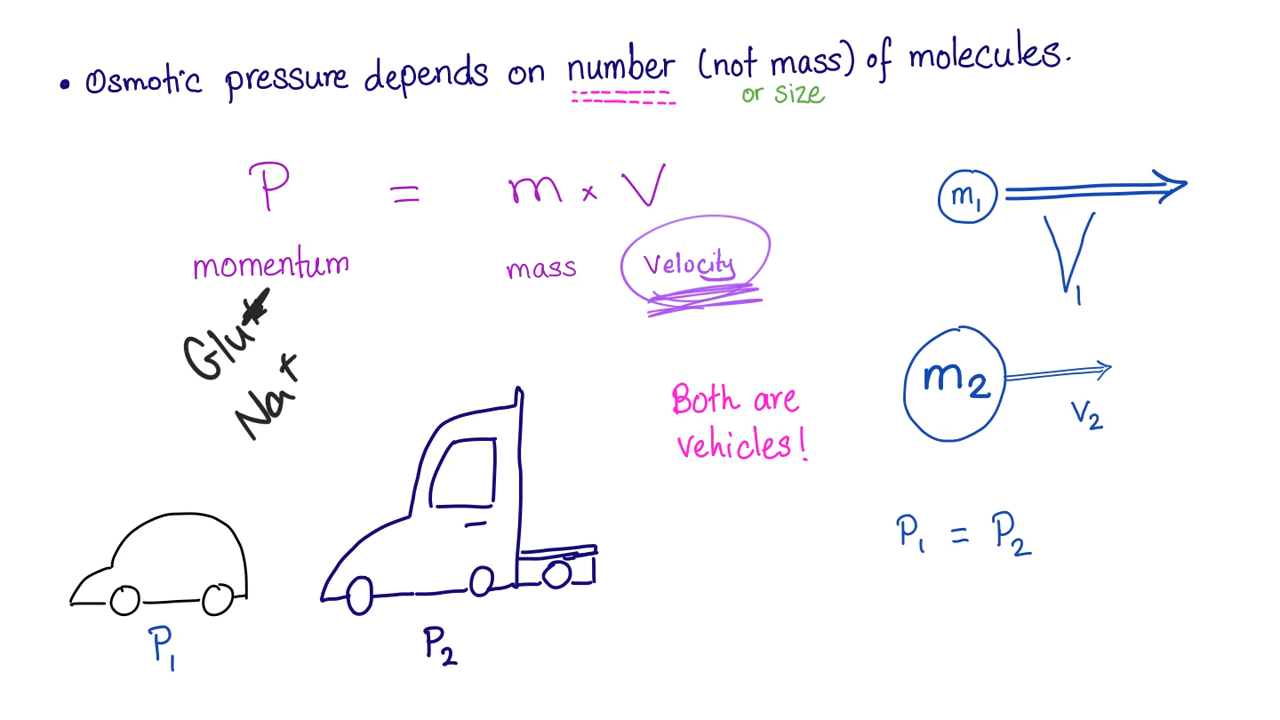 • Osmotic pressure depends on number (not mass) of molecules.
or size
P = m × V
momentum mass Velocity
Glu
Na+
m1
V1
m2
V2
Both are
vehicles!
P1 = P2
P1
P2